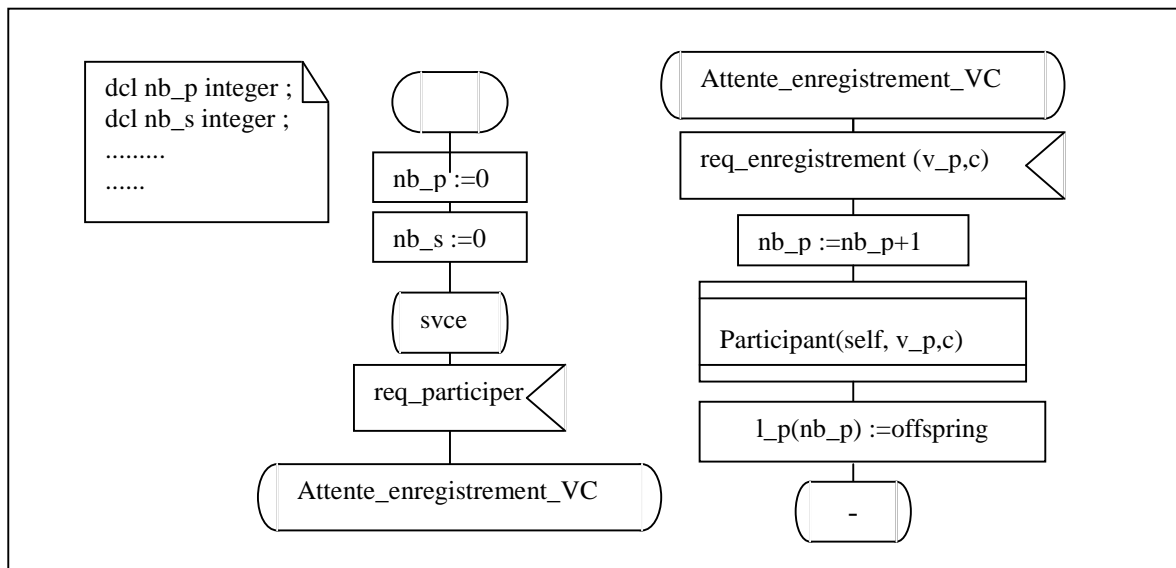 dcl nb_p integer ;
dcl nb_s integer ;
.........
......
nb_p :=0
nb_s :=0
svce
req_participer
Attente_enregistrement_VC
Attente_enregistrement_VC
req_enregistrement (v_p,c)
nb_p :=nb_p+1
Participant(self, v_p,c)
l_p(nb_p) :=offspring
-